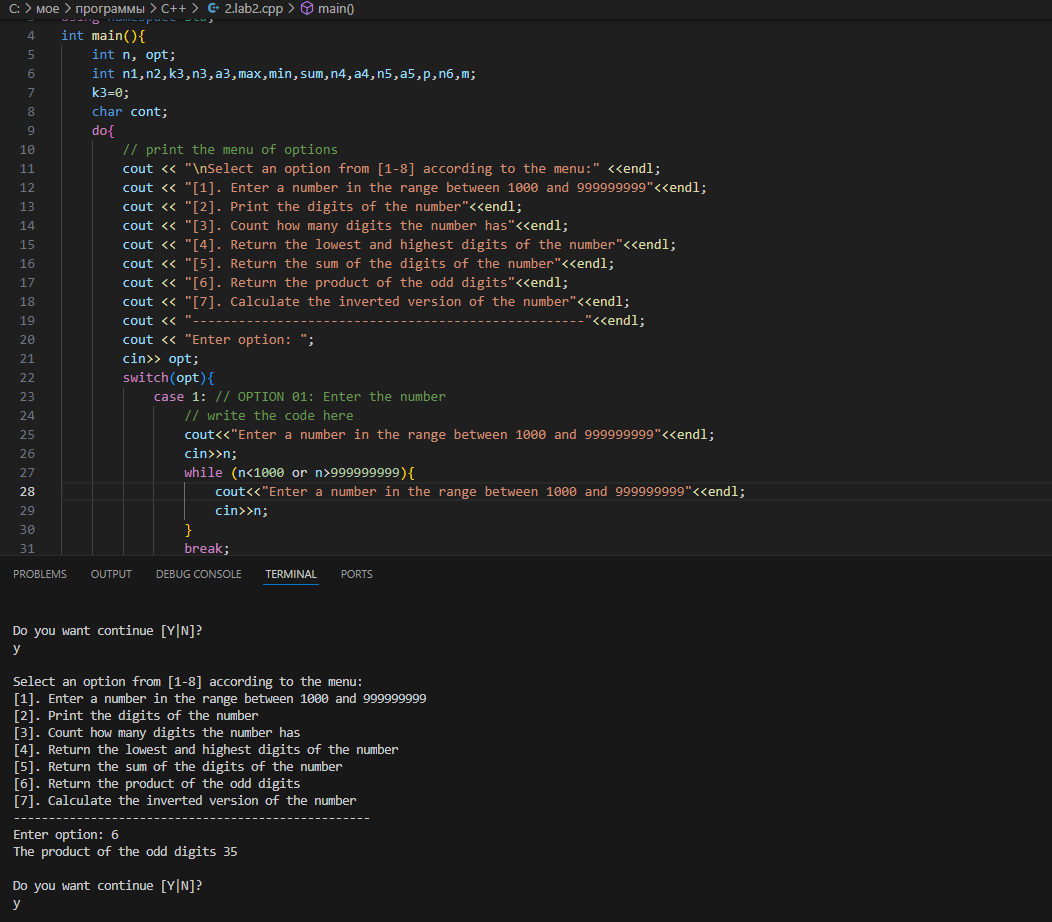 C: > мое > программы > C++ > 2.lab2.cpp > main()
3 using namespace std;
4 int main(){
5 int n, opt;
6 int n1,n2,k3,n3,a3,max,min,sum,n4,a4,n5,a5,p,n6,m;
7 k3=0;
8 char cont;
9 do{
10 // print the menu of options
11 cout << "\nSelect an option from [1-8] according to the menu:" <<endl;
12 cout << "[1]. Enter a number in the range between 1000 and 999999999"<<endl;
13 cout << "[2]. Print the digits of the number"<<endl;
14 cout << "[3]. Count how many digits the number has"<<endl;
15 cout << "[4]. Return the lowest and highest digits of the number"<<endl;
16 cout << "[5]. Return the sum of the digits of the number"<<endl;
17 cout << "[6]. Return the product of the odd digits"<<endl;
18 cout << "[7]. Calculate the inverted version of the number"<<endl;
19 cout << "---------------------------------------------------"<<endl;
20 cout << "Enter option: ";
21 cin>> opt;
22 switch(opt){
23 case 1: // OPTION 01: Enter the number
24 // write the code here
25 cout<<"Enter a number in the range between 1000 and 999999999"<<endl;
26 cin>>n;
27 while (n<1000 or n>999999999){
28 cout<<"Enter a number in the range between 1000 and 999999999"<<endl;
29 cin>>n;
30 }
31 break;
PROBLEMS OUTPUT DEBUG CONSOLE TERMINAL PORTS
Do you want continue [Y|N]?
y
Select an option from [1-8] according to the menu:
[1]. Enter a number in the range between 1000 and 999999999
[2]. Print the digits of the number
[3]. Count how many digits the number has
[4]. Return the lowest and highest digits of the number
[5]. Return the sum of the digits of the number
[6]. Return the product of the odd digits
[7]. Calculate the inverted version of the number
---------------------------------------------------
Enter option: 6
The product of the odd digits 35
Do you want continue [Y|N]?
y